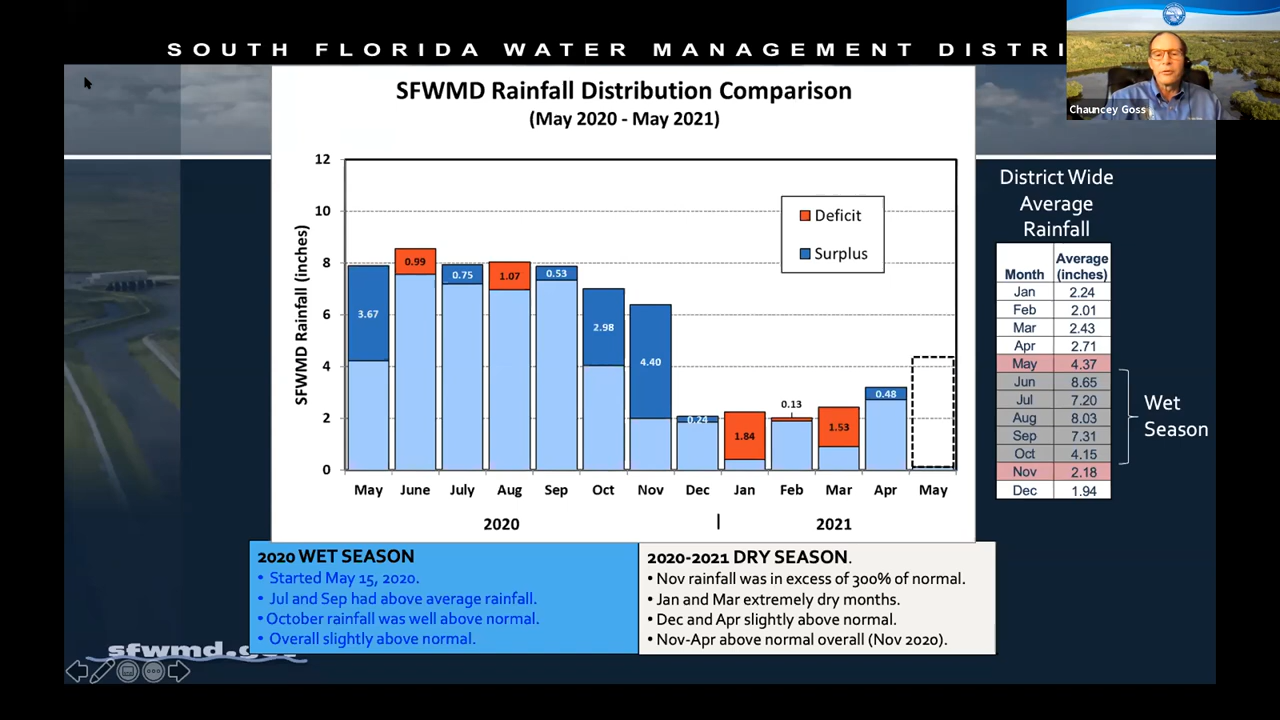 SOUTH FLORIDA WATER MANAGEMENT DISTRI
Chauncey Goss
SFWMD Rainfall Distribution Comparison
(May 2020 - May 2021)
SFWMD Rainfall (inches)
12
10
8
6
4
2
0
Deficit
Surplus
3.67
0.99
0.75
1.07
0.53
2.98
4.40
0.24
1.84
0.13
1.53
0.48
May June July Aug Sep Oct Nov Dec Jan Feb Mar Apr May
2020 | 2021
District Wide
Average
Rainfall
Month Average (inches)
Jan 2.24
Feb 2.01
Mar 2.43
Apr 2.71
May 4.37
Jun 8.65
Jul 7.20
Aug 8.03
Sep 7.31
Oct 4.15
Nov 2.18
Dec 1.94
Wet
Season
2020 WET SEASON
• Started May 15, 2020.
• Jul and Sep had above average rainfall.
• October rainfall was well above normal.
• Overall slightly above normal.
2020-2021 DRY SEASON.
• Nov rainfall was in excess of 300% of normal.
• Jan and Mar extremely dry months.
• Dec and Apr slightly above normal.
• Nov-Apr above normal overall (Nov 2020).